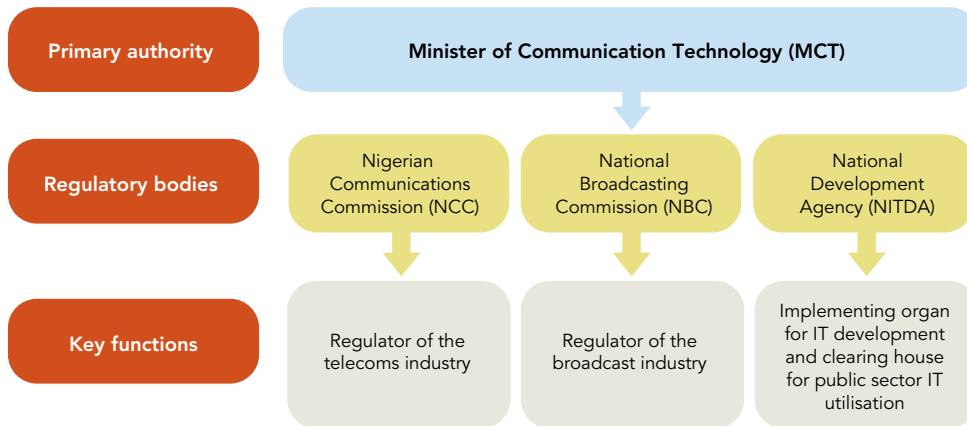 Primary authority
Minister of Communication Technology (MCT)
Regulatory bodies
Nigerian
Communications
Commission (NCC)
National
Broadcasting
Commission (NBC)
National
Development
Agency (NITDA)
Key functions
Regulator of the
telecoms industry
Regulator of the
broadcast industry
Implementing organ
for IT development
and clearing house
for public sector IT
utilisation